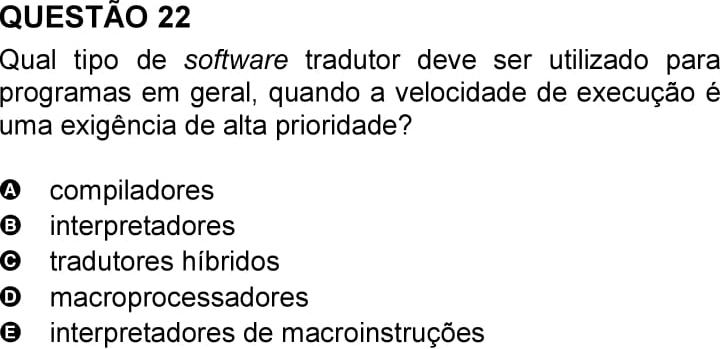 QUESTÃO 22
Qual tipo de software tradutor deve ser utilizado para
programas em geral, quando a velocidade de execução é
uma exigência de alta prioridade?
A compiladores
B interpretadores
C tradutores híbridos
D macroprocessadores
E interpretadores de macroinstruções